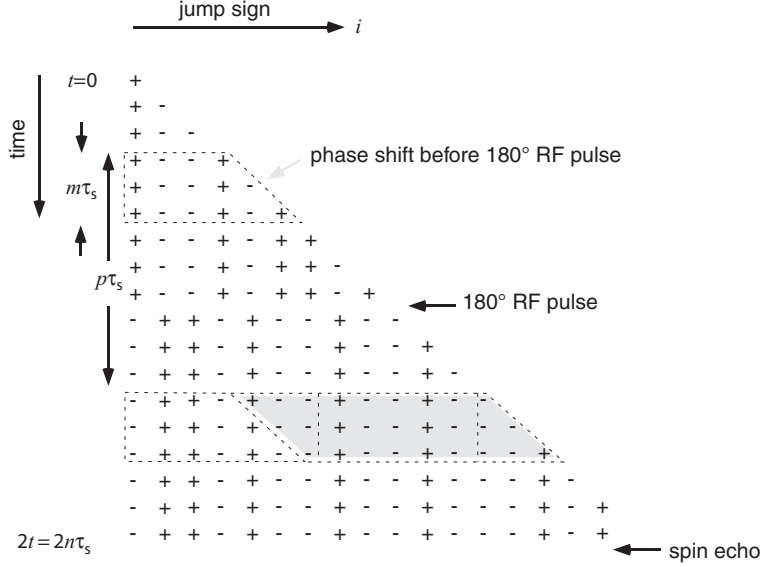 jump sign
i
t=0 +
+ -
+ - -
time
+ - - +
phase shift before 180° RF pulse
mτs + - - + -
+ - - + - +
+ - - + - + +
+ - - + - + + -
pτs
+ - - + - + + - +
180° RF pulse
- + + - + - - + - -
- + + - + - - + - - +
- + + - + - - + - - + -
- + + - + - - + - - + - -
- + + - + - - + - - + - - -
- + + - + - - + - - + - - - +
- + + - + - - + - - + - - - + -
- + + - + - - + - - + - - - + - +
2t = 2nτs - + + - + - - + - - + - - - + - +
spin echo